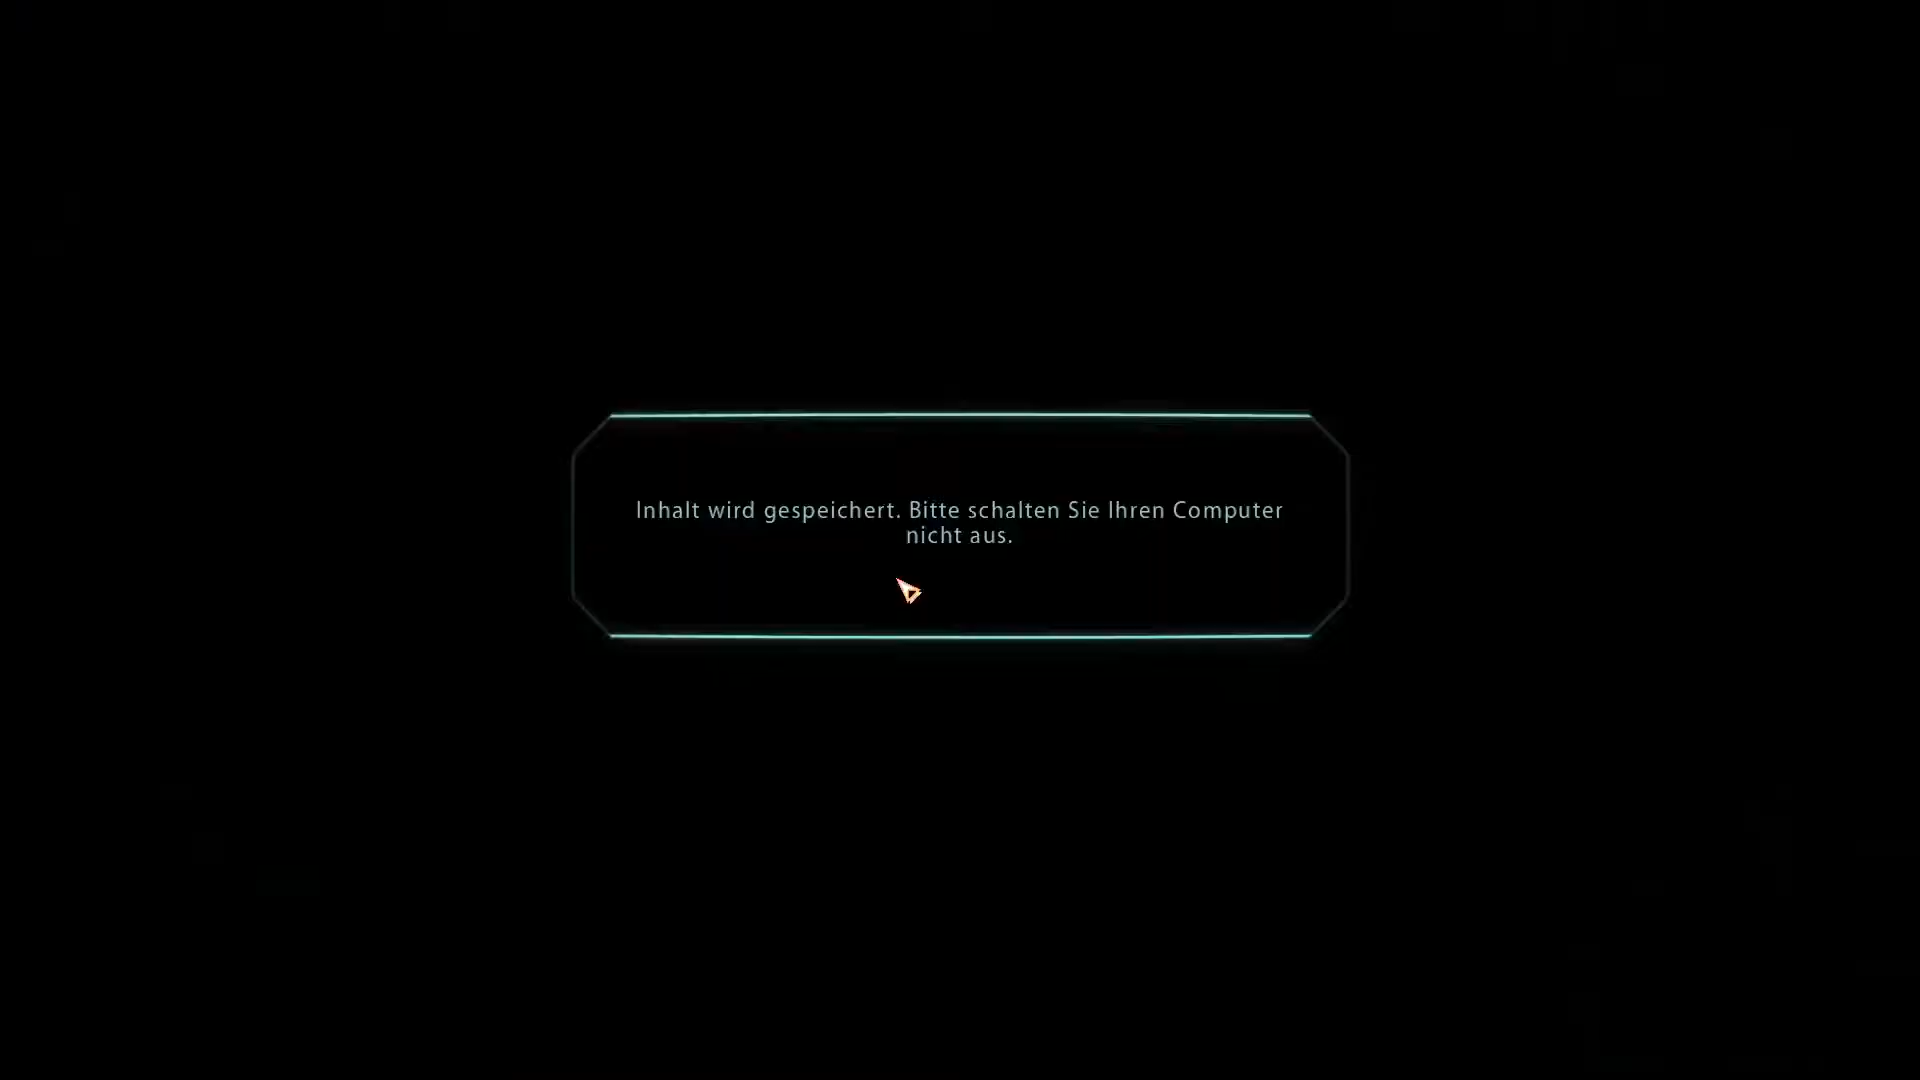 Inhalt wird gespeichert. Bitte schalten Sie Ihren Computer
nicht aus.